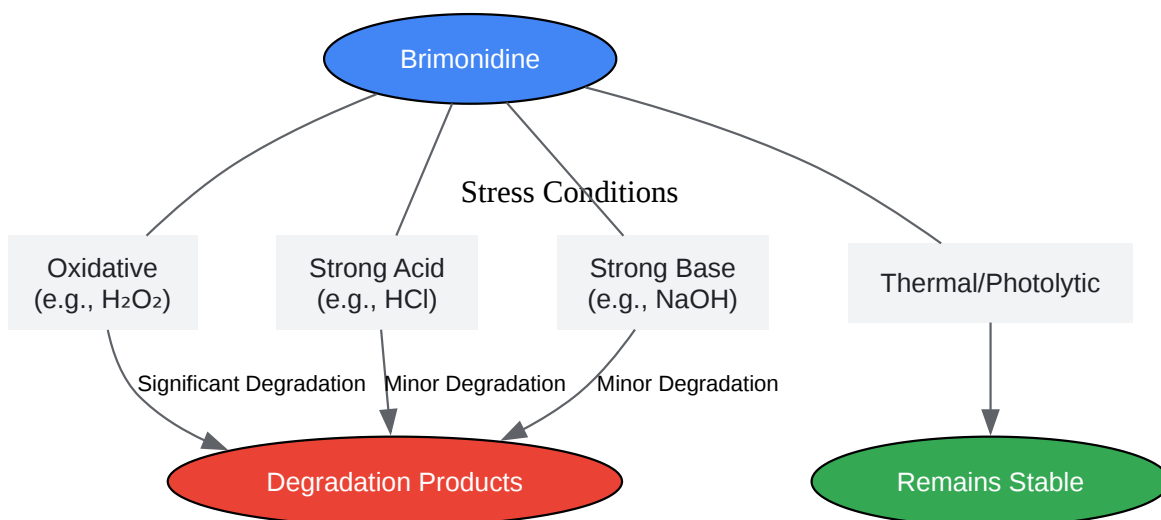 Brimonidine
Stress Conditions
Oxidative
(e.g., H₂O₂)
Strong Acid
(e.g., HCl)
Strong Base
(e.g., NaOH)
Thermal/Photolytic
Significant Degradation
Minor Degradation
Minor Degradation
Degradation Products
Remains Stable